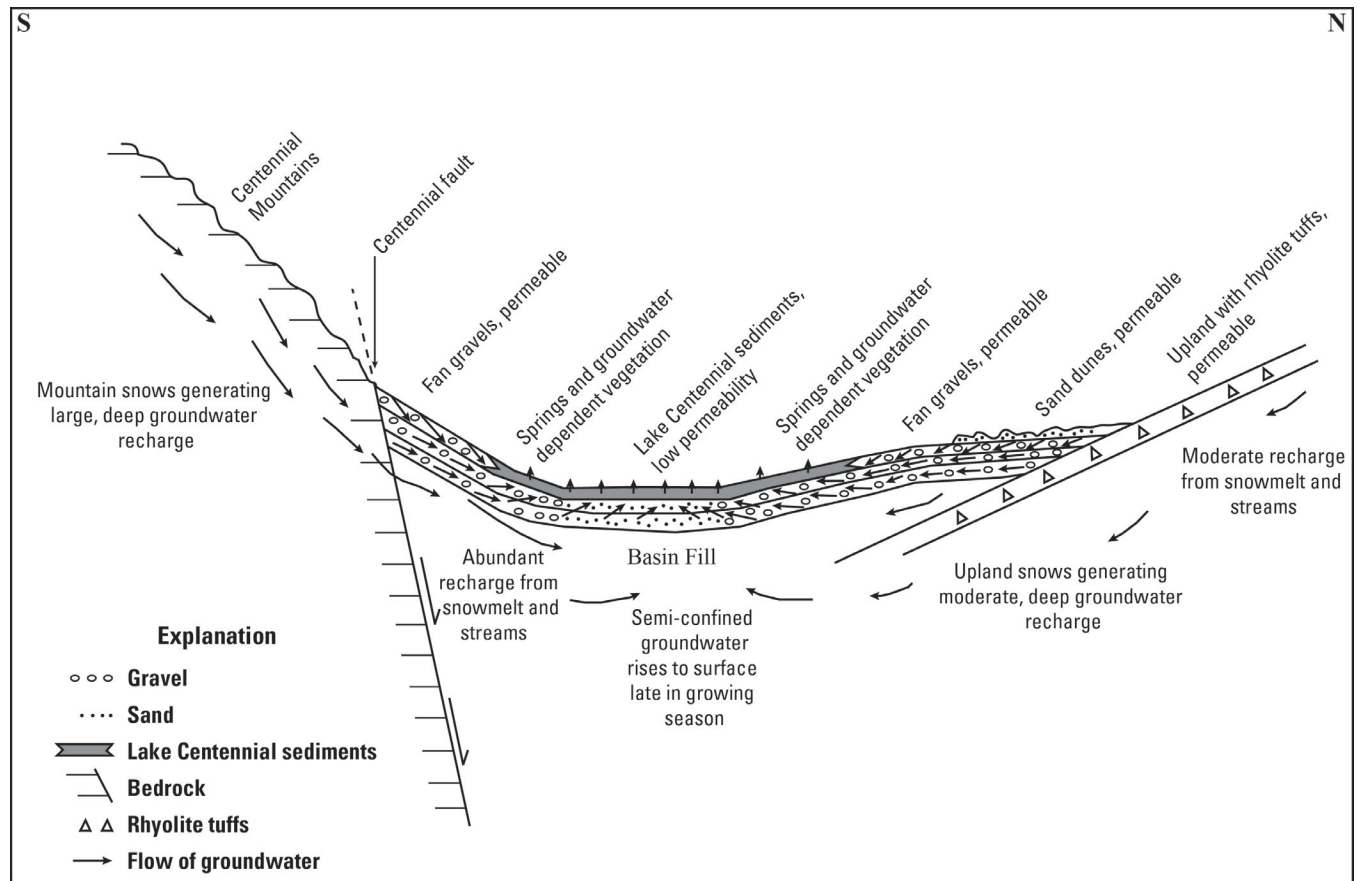 S
N
Centennial
Mountains
Centennial fault
Fan gravels, permeable
Springs and groundwater
dependent vegetation
Lake Centennial sediments,
low permeability
Springs and groundwater
dependent vegetation
Fan gravels, permeable
Sand dunes, permeable
Upland with rhyolite tuffs,
permeable
Mountain snows generating
large, deep groundwater
recharge
Moderate recharge
from snowmelt and
streams
Basin Fill
Abundant
recharge from
snowmelt and
streams
Semi-confined
groundwater
rises to surface
late in growing
season
Upland snows generating
moderate, deep groundwater
recharge
Explanation
Gravel
Sand
Lake Centennial sediments
Bedrock
Rhyolite tuffs
Flow of groundwater